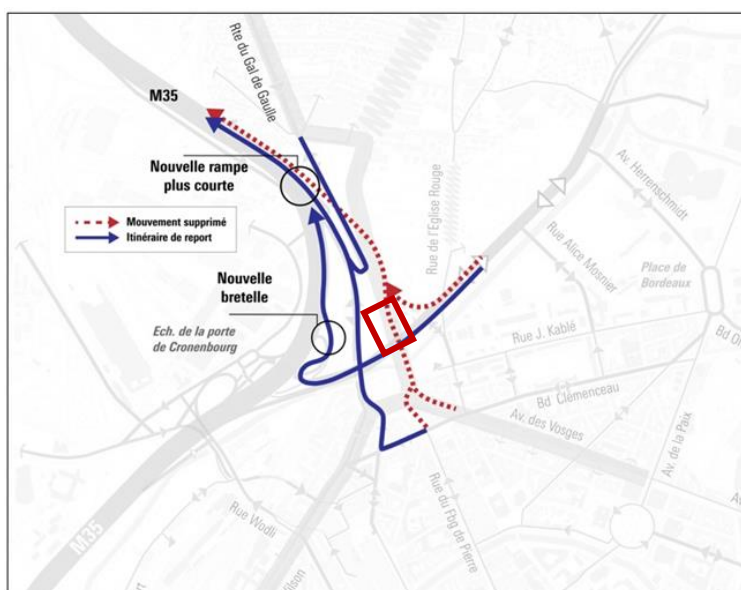 Rte du Gal de Gaulle
M35
Nouvelle rampe
plus courte
Mouvement supprimé
Itinéraire de report
Nouvelle
bretelle
Ech. de la porte
de Cronenbourg
Rue de l'Eglise Rouge
Av. Herrenschmidt
Rue Alice Mosnier
Place de
Bordeaux
Rue J. Kablé
Bd Clémenceau
Av. des Vosges
Av. de la Paix
Rue du Fbg de Pierre
Rue Wodli
M35